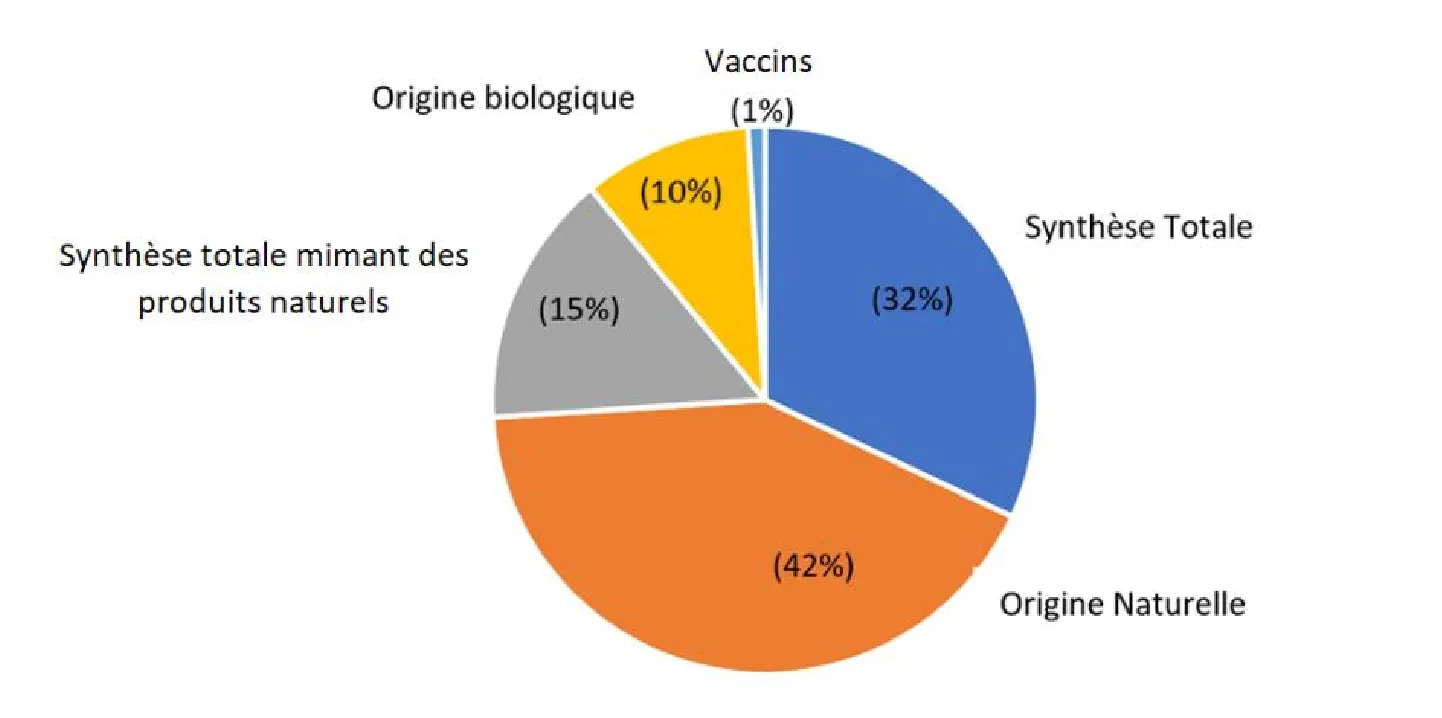 Vaccins
(1%)
Origine biologique
(10%)
Synthèse Totale
(32%)
Synthèse totale mimant des
produits naturels
(15%)
(42%)
Origine Naturelle